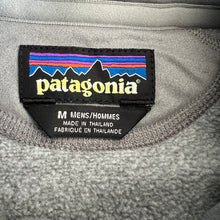 patagonia
M MENS/HOMMES
MADE IN THAILAND
FABRIQUÉ EN THAÏLANDE